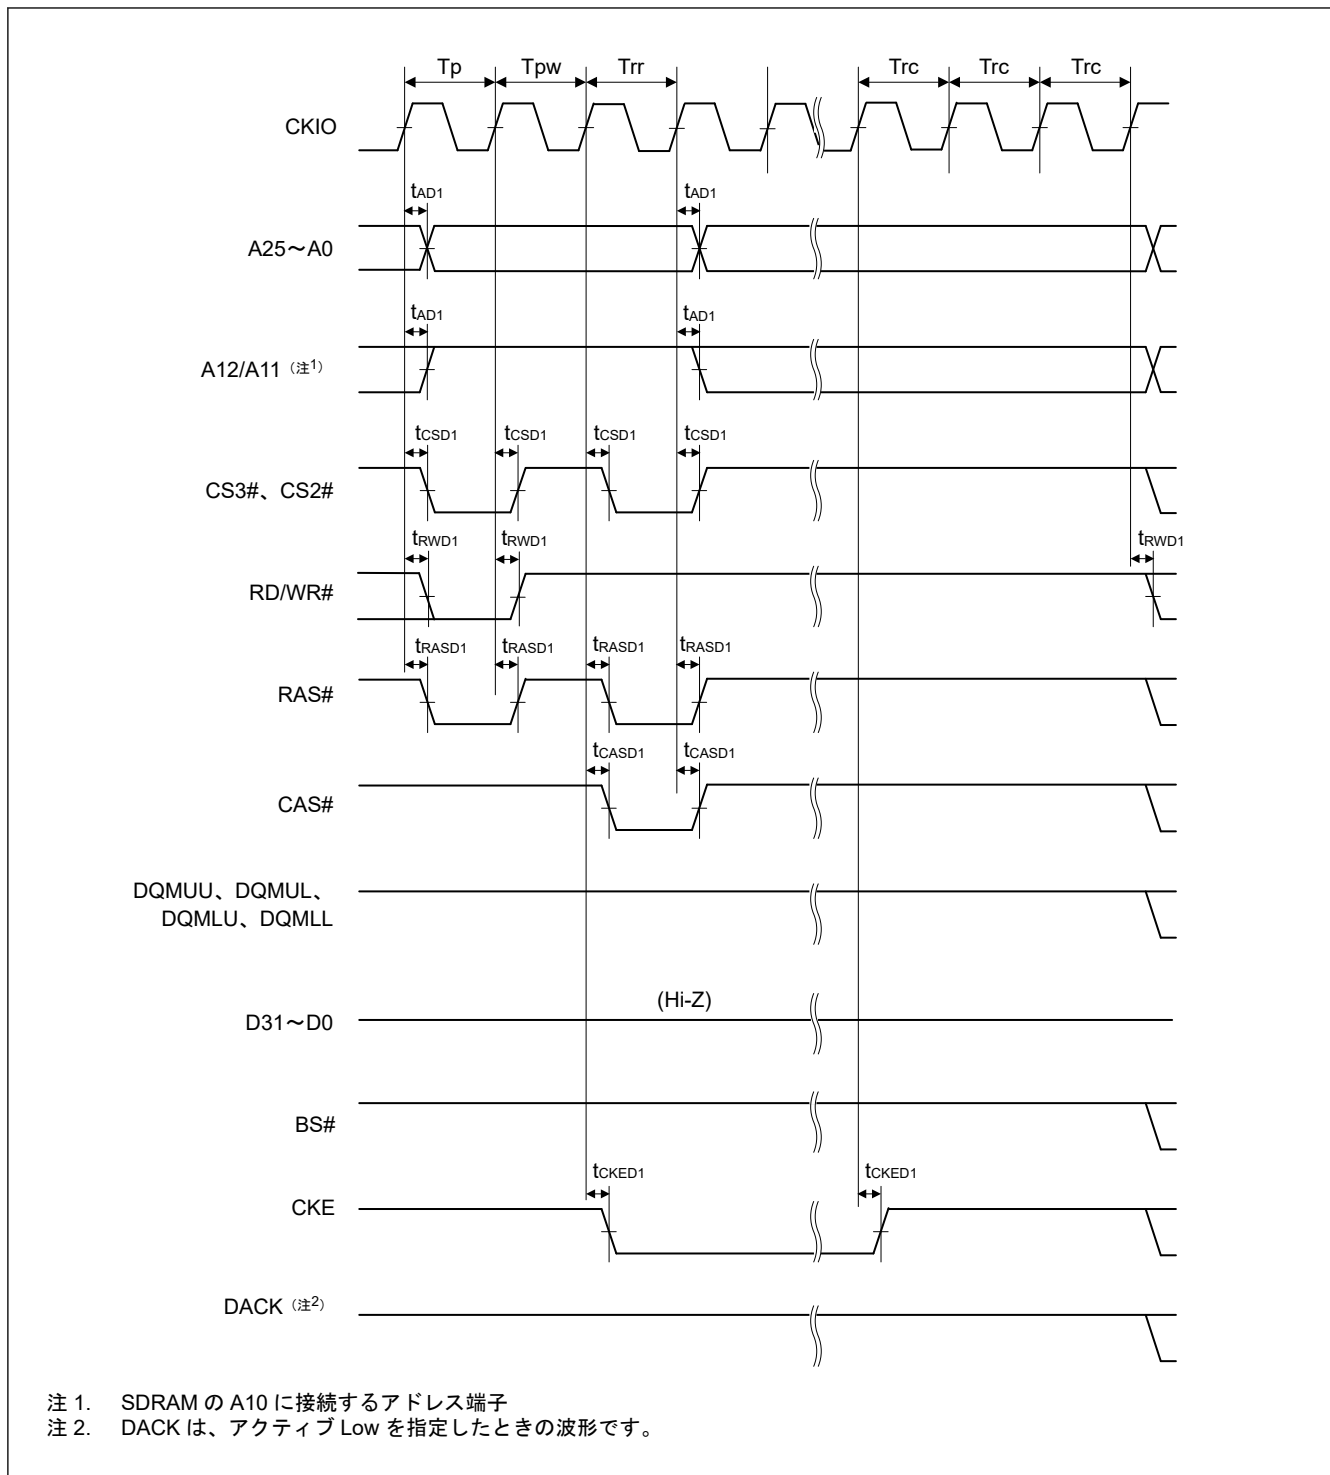 Tp Tpw Trr Trc Trc Trc
CKIO
tAD1 tAD1
A25～A0
tAD1 tAD1
A12/A11（注1）
tCSD1 tCSD1 tCSD1 tCSD1
CS3#、CS2#
tRWD1 tRWD1 tRWD1
RD/WR#
tRASD1 tRASD1 tRASD1 tRASD1
RAS#
tCASD1 tCASD1
CAS#
DQMUU、DQMUL、
DQMLU、DQMLL
(Hi-Z)
D31～D0
BS#
tCKED1 tCKED1
CKE
DACK（注2）
注 1. SDRAM の A10 に接続するアドレス端子
注 2. DACK は、アクティブ Low を指定したときの波形です。